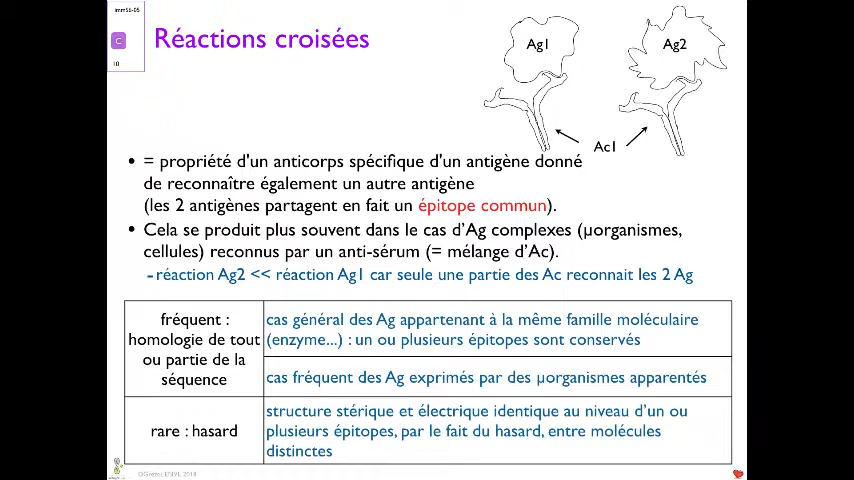 imm56-05
C
10
Réactions croisées
Ag1
Ag2
Ac1
• = propriété d'un anticorps spécifique d'un antigène donné
de reconnaître également un autre antigène
(les 2 antigènes partagent en fait un épitope commun).
• Cela se produit plus souvent dans le cas d'Ag complexes (µorganismes,
cellules) reconnus par un anti-sérum (= mélange d'Ac).
- réaction Ag2 << réaction Ag1 car seule une partie des Ac reconnait les 2 Ag
fréquent :
homologie de tout
ou partie de la
séquence
cas général des Ag appartenant à la même famille moléculaire
(enzyme...) : un ou plusieurs épitopes sont conservés
cas fréquent des Ag exprimés par des µorganismes apparentés
rare : hasard
structure stérique et électrique identique au niveau d'un ou
plusieurs épitopes, par le fait du hasard, entre molécules
distinctes
ENVL 2018